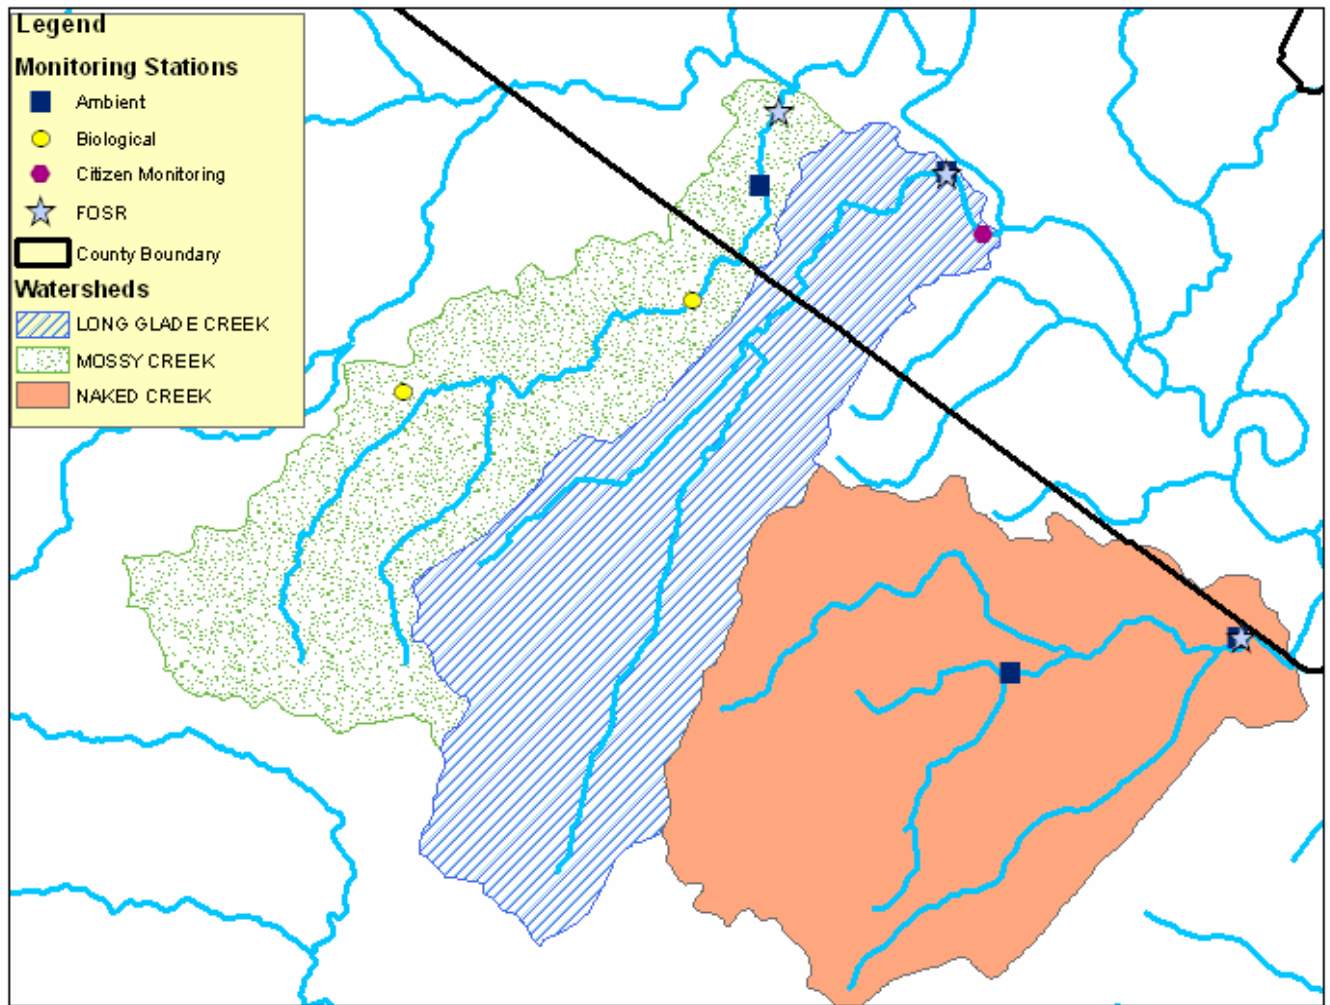 Legend
Monitoring Stations
Ambient
Biological
Citizen Monitoring
FOSR
County Boundary
Watersheds
LONG GLADE CREEK
MOSSY CREEK
NAKED CREEK